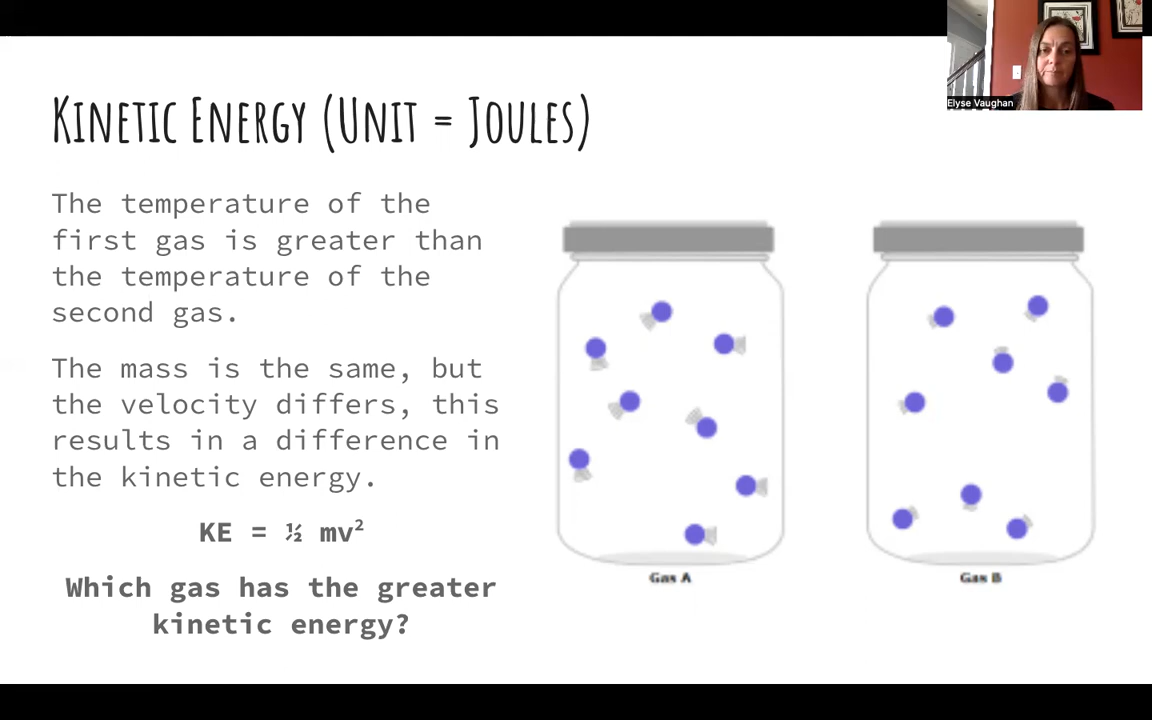 Elyse Vaughan
Kinetic Energy (Unit = Joules)
The temperature of the
first gas is greater than
the temperature of the
second gas.
The mass is the same, but
the velocity differs, this
results in a difference in
the kinetic energy.
KE = ½ mv²
Which gas has the greater
kinetic energy?
Gas A
Gas B